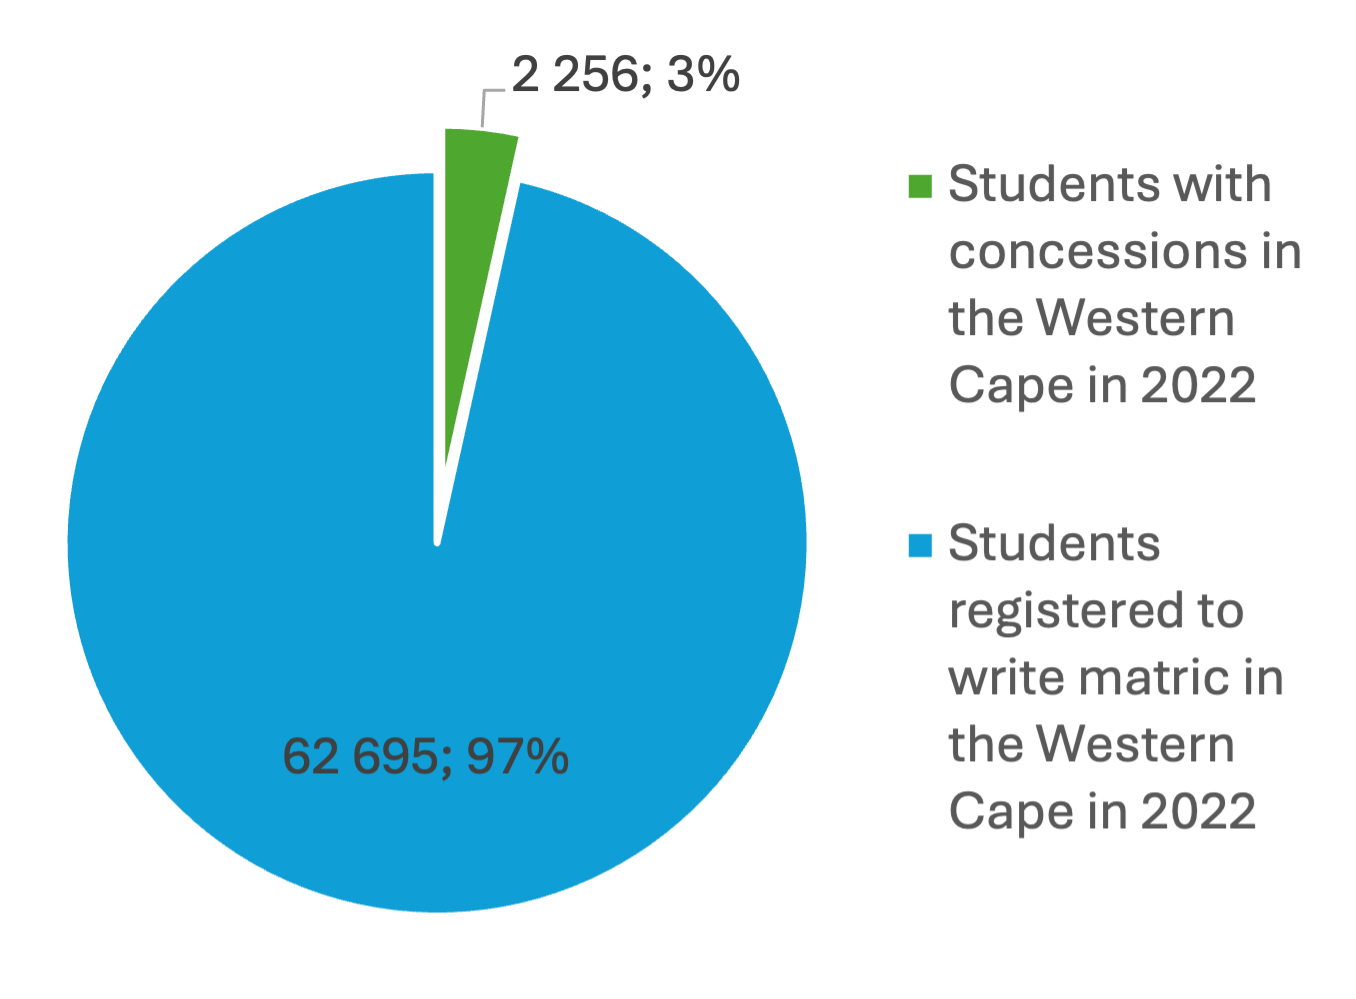 2 256; 3%
Students with
concessions in
the Western
Cape in 2022
Students
registered to
write matric in
the Western
Cape in 2022
62 695; 97%